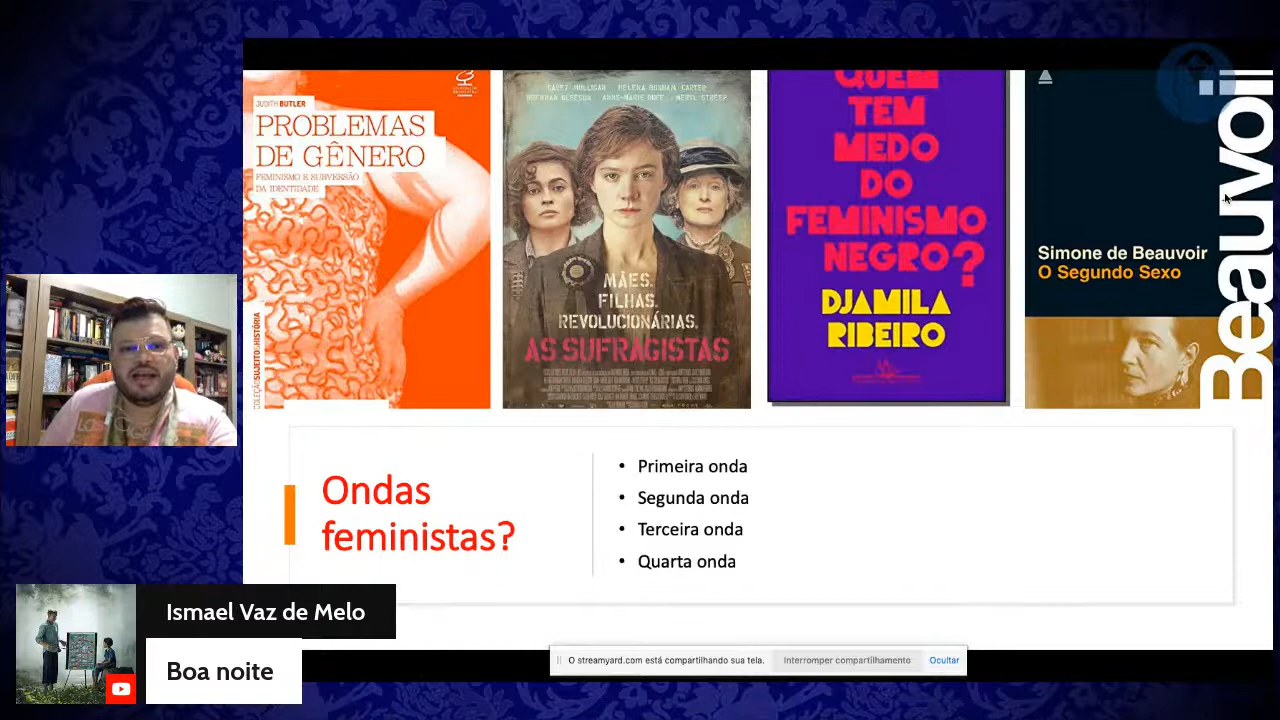 JUDITH BUTLER
PROBLEMAS
DE GÊNERO
FEMINISMO E SUBVERSÃO
DA IDENTIDADE
COLEÇÃO SUJEITO & HISTÓRIA
CAREY MULLIGAN HELENA BONHAM CARTER
BRENDAN GLEESON ANNE-MARIE DUFF MERYL STREEP
MÃES.
FILHAS.
REVOLUCIONÁRIAS.
AS SUFRAGISTAS
QUEM
TEM
MEDO
DO
FEMINISMO
NEGRO?
DJAMILA
RIBEIRO
Simone de Beauvoir
O Segundo Sexo
Beauvoir
Ondas
feministas?
• Primeira onda
• Segunda onda
• Terceira onda
• Quarta onda
Ismael Vaz de Melo
Boa noite
O streamyard.com está compartilhando sua tela. Interromper compartilhamento Ocultar